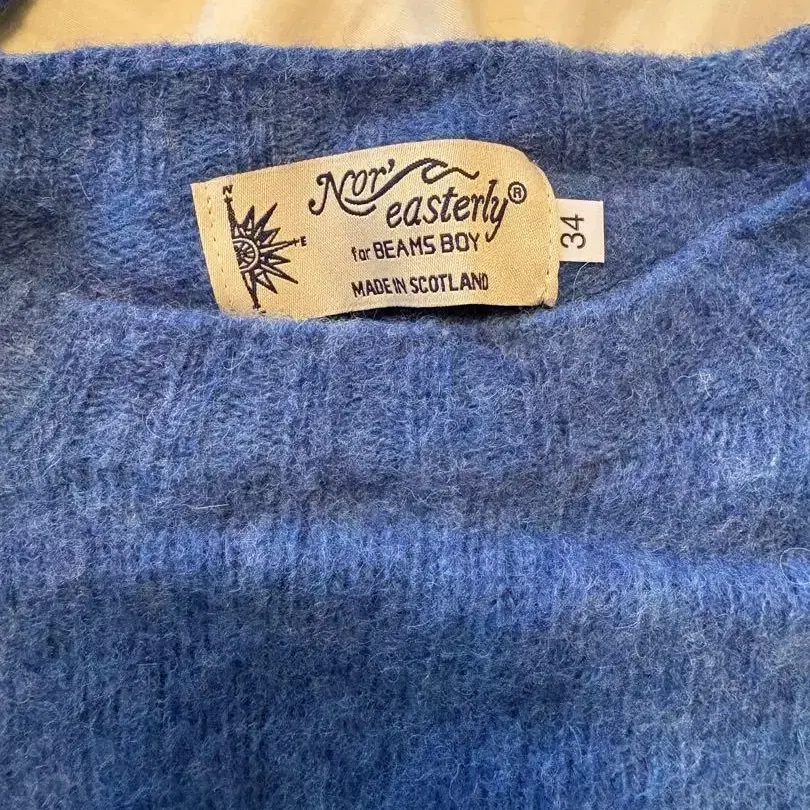 Nor'
easterly®
for BEAMS BOY
MADE IN SCOTLAND
N
E
34